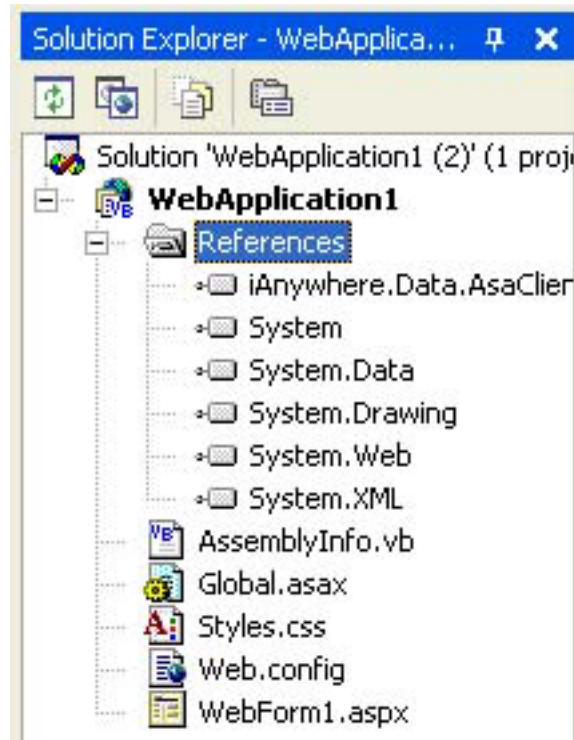 Solution Explorer - WebApplica...
Solution 'WebApplication1 (2)' (1 proj
WebApplication1
References
iAnywhere.Data.AsaClien
System
System.Data
System.Drawing
System.Web
System.XML
AssemblyInfo.vb
Global.asax
Styles.css
Web.config
WebForm1.aspx